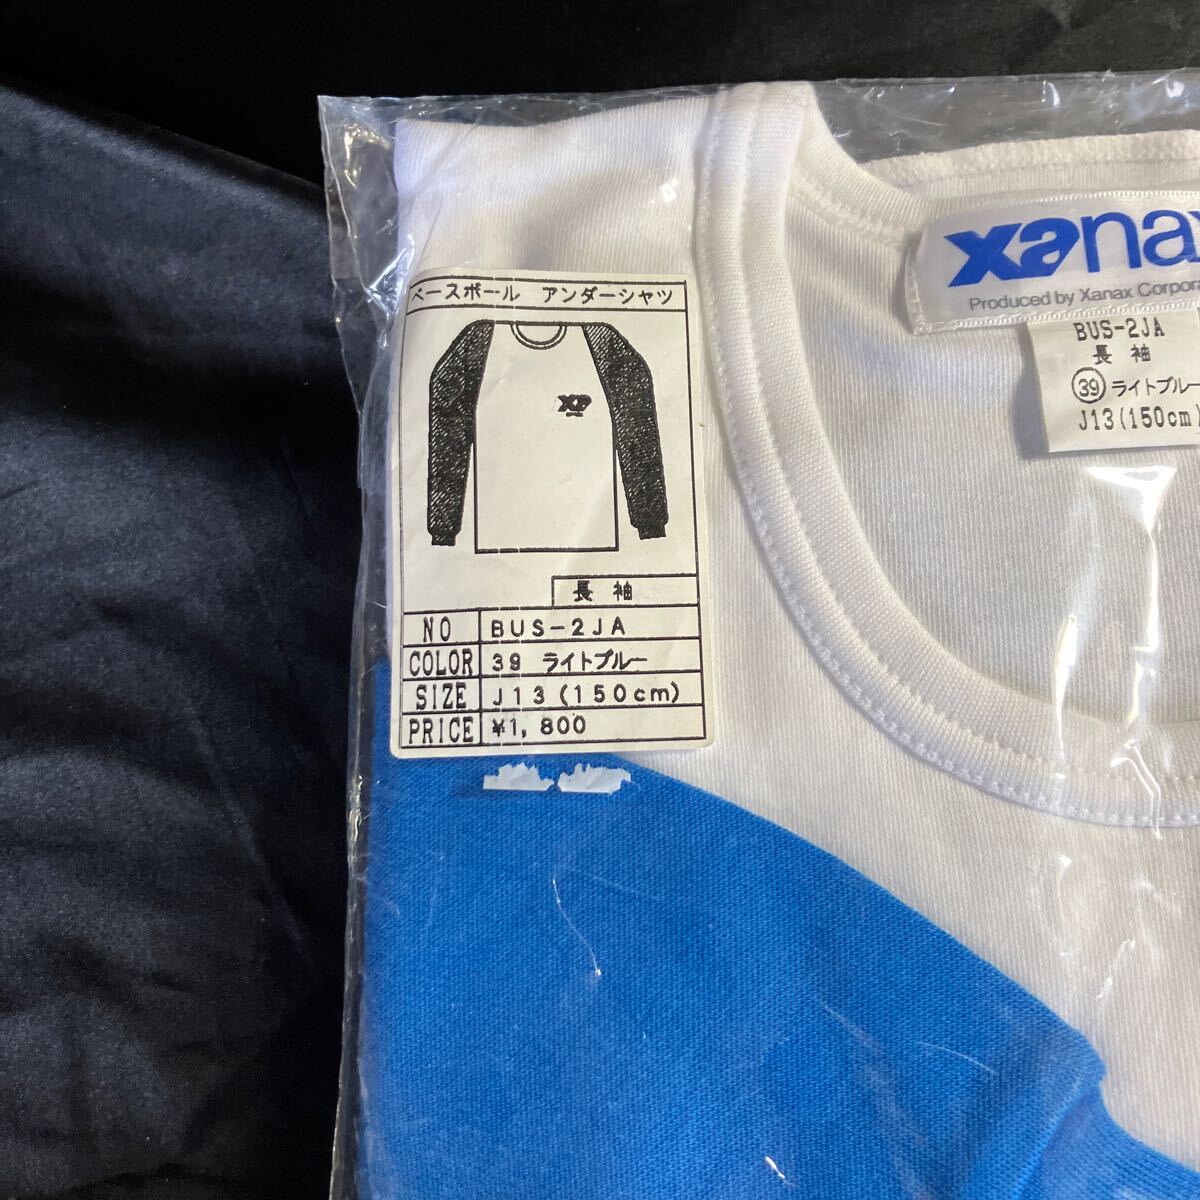 ベースボール アンダーシャツ
XP
長 袖
NO BUS-2JA
COLOR 39 ライトブルー
SIZE J13(150cm)
PRICE ¥1,800
xanax
Produced by Xanax
BUS-2JA
長 袖
39 ライトブルー
J13(150cm)